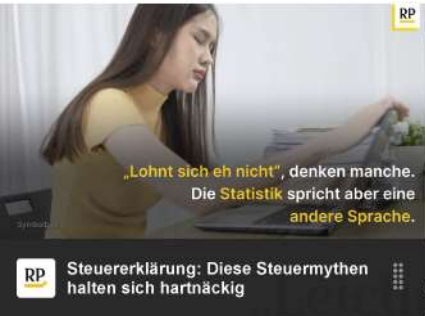 RP
„Lohnt sich eh nicht“, denken manche.
Die Statistik spricht aber eine
andere Sprache.
Symbolbild
RP
Steuererklärung: Diese Steuermythen
halten sich hartnäckig